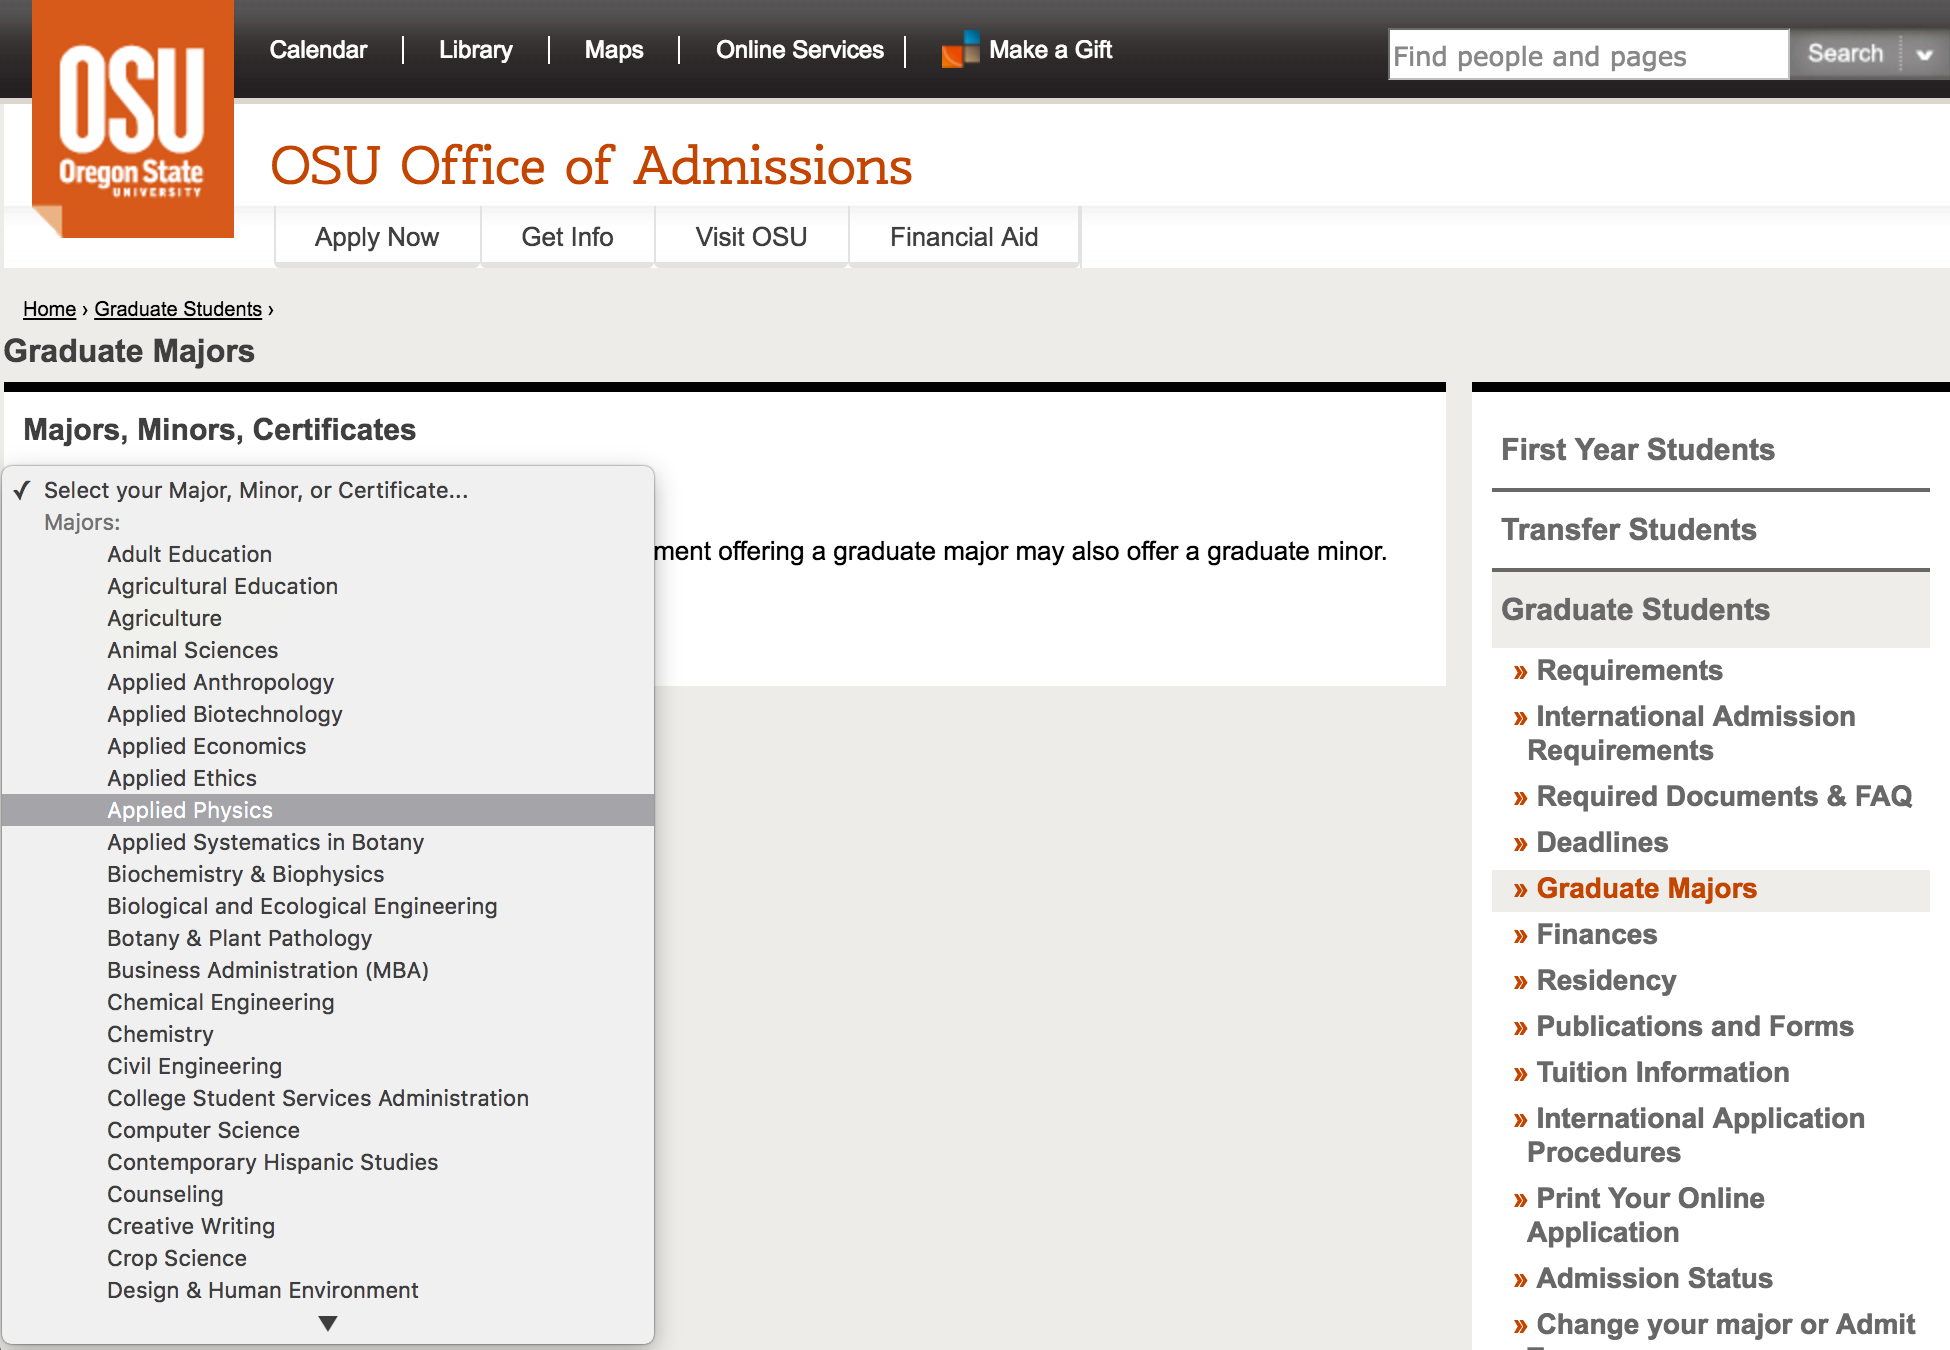 OSU
Oregon State
UNIVERSITY
Calendar
Library
Maps
Online Services
Make a Gift
Find people and pages
Search
OSU Office of Admissions
Apply Now
Get Info
Visit OSU
Financial Aid
Home › Graduate Students ›
Graduate Majors
Majors, Minors, Certificates
✓ Select your Major, Minor, or Certificate...
Majors:
Adult Education
Agricultural Education
Agriculture
Animal Sciences
Applied Anthropology
Applied Biotechnology
Applied Economics
Applied Ethics
Applied Physics
Applied Systematics in Botany
Biochemistry & Biophysics
Biological and Ecological Engineering
Botany & Plant Pathology
Business Administration (MBA)
Chemical Engineering
Chemistry
Civil Engineering
College Student Services Administration
Computer Science
Contemporary Hispanic Studies
Counseling
Creative Writing
Crop Science
Design & Human Environment
ment offering a graduate major may also offer a graduate minor.
First Year Students
Transfer Students
Graduate Students
» Requirements
» International Admission
Requirements
» Required Documents & FAQ
» Deadlines
» Graduate Majors
» Finances
» Residency
» Publications and Forms
» Tuition Information
» International Application
Procedures
» Print Your Online
Application
» Admission Status
» Change your major or Admit